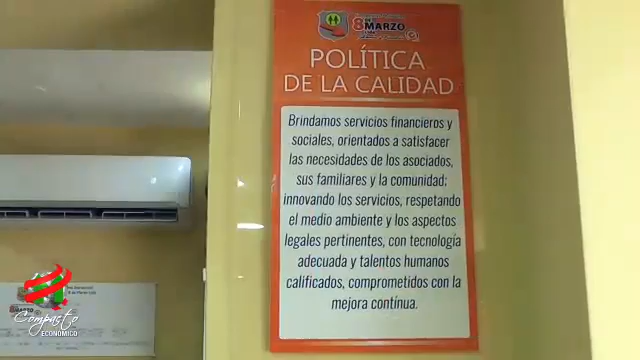 8 DE MARZO
POLÍTICA
DE LA CALIDAD
Brindamos servicios financieros y
sociales, orientados a satisfacer
las necesidades de los asociados,
sus familiares y la comunidad;
innovando los servicios, respetando
el medio ambiente y los aspectos
legales pertinentes, con tecnología
adecuada y talentos humanos
calificados, comprometidos con la
mejora continua.
Compacto
ECONÓMICO